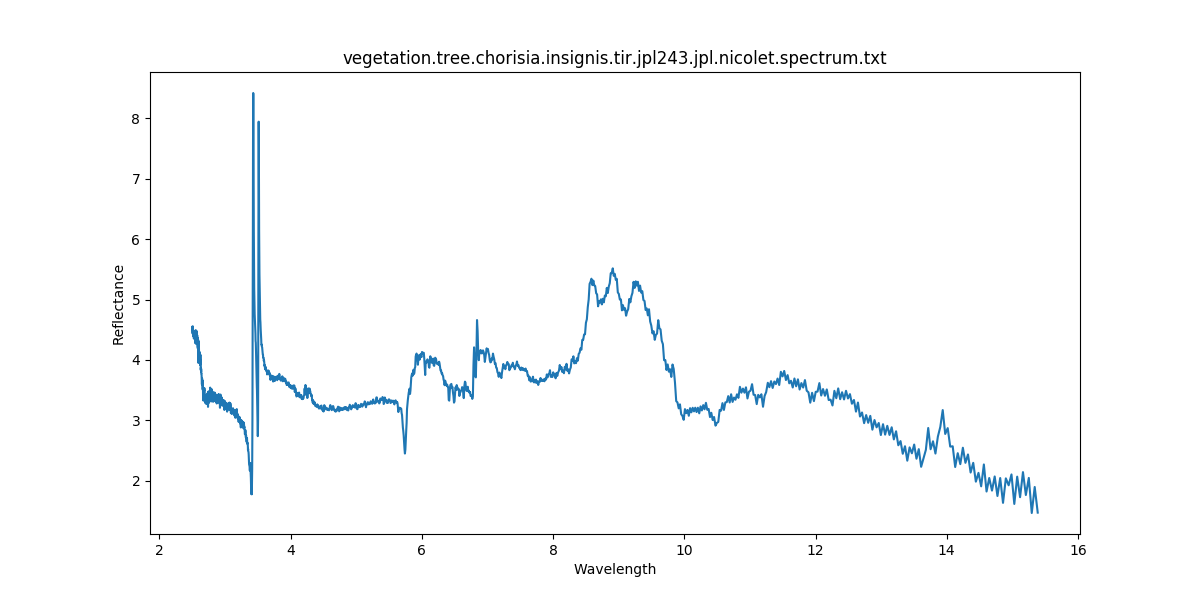 vegetation.tree.chorisia.insignis.tir.jpl243.jpl.nicolet.spectrum.txt
8
7
6
5
4
3
2
Reflectance
2 4 6 8 10 12 14 16
Wavelength